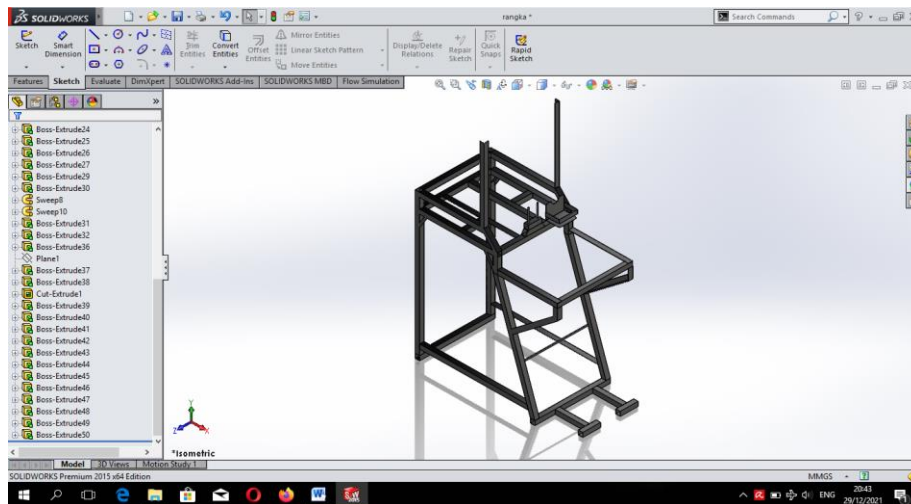 SOLIDWORKS
rangka *
Search Commands
Sketch
Smart Dimension
Trim Entities
Convert Entities
Offset Entities
Mirror Entities
Linear Sketch Pattern
Move Entities
Display/Delete Relations
Repair Sketch
Quick Snaps
Rapid Sketch
Features
Sketch
Evaluate
DimXpert
SOLIDWORKS Add-Ins
SOLIDWORKS MBD
Flow Simulation
Boss-Extrude24
Boss-Extrude25
Boss-Extrude26
Boss-Extrude27
Boss-Extrude29
Boss-Extrude30
Sweep8
Sweep10
Boss-Extrude31
Boss-Extrude32
Boss-Extrude36
Plane1
Boss-Extrude37
Boss-Extrude38
Cut-Extrude1
Boss-Extrude39
Boss-Extrude40
Boss-Extrude41
Boss-Extrude42
Boss-Extrude43
Boss-Extrude44
Boss-Extrude45
Boss-Extrude46
Boss-Extrude47
Boss-Extrude48
Boss-Extrude49
Boss-Extrude50
Y
Z
X
*Isometric
Model
3D Views
Motion Study 1
SOLIDWORKS Premium 2015 x64 Edition
MMGS
ENG
20:43
29/12/2021